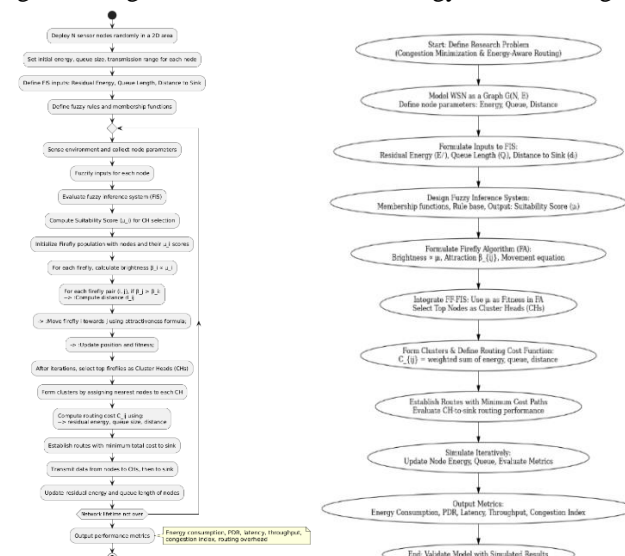 Deploy N sensor nodes randomly in a 2D area
Set initial energy, queue size, transmission range for each node
Define FIS inputs: Residual Energy, Queue Length, Distance to Sink
Define fuzzy rules and membership functions
Sense environment and collect node parameters
Fuzzify inputs for each node
Evaluate fuzzy inference system (FIS)
Compute Suitability Score (μ_i) for CH selection
Initialize Firefly population with nodes and their μ_i scores
For each firefly, calculate brightness β_i ∝ μ_i
For each firefly pair (i, j), if β_j > β_i:
--> :Compute distance d_ij
-> :Move firefly i towards j using attractiveness formula;
-> :Update position and fitness;
After iterations, select top fireflies as Cluster Heads (CHs)
Form clusters by assigning nearest nodes to each CH
Compute routing cost C_ij using:
--> residual energy, queue size, distance
Establish routes with minimum total cost to sink
Transmit data from nodes to CHs, then to sink
Update residual energy and queue length of nodes
Network lifetime not over
Output performance metrics
Energy consumption, PDR, latency, throughput,
congestion index, routing overhead
Start: Define Research Problem
(Congestion Minimization & Energy-Aware Routing)
Model WSN as a Graph G(N, E)
Define node parameters: Energy, Queue, Distance
Formulate Inputs to FIS:
Residual Energy (Eᵢ), Queue Length (Qᵢ), Distance to Sink (dᵢ)
Design Fuzzy Inference System:
Membership functions, Rule base, Output: Suitability Score (μᵢ)
Formulate Firefly Algorithm (FA):
Brightness ∝ μᵢ, Attraction β_{ij}, Movement equation
Integrate FF-FIS: Use μᵢ as Fitness in FA
Select Top Nodes as Cluster Heads (CHs)
Form Clusters & Define Routing Cost Function:
C_{ij} = weighted sum of energy, queue, distance
Establish Routes with Minimum Cost Paths
Evaluate CH-to-sink routing performance
Simulate Iteratively:
Update Node Energy, Queue, Evaluate Metrics
Output Metrics:
Energy Consumption, PDR, Latency, Throughput, Congestion Index
End: Validate Model with Simulated Results